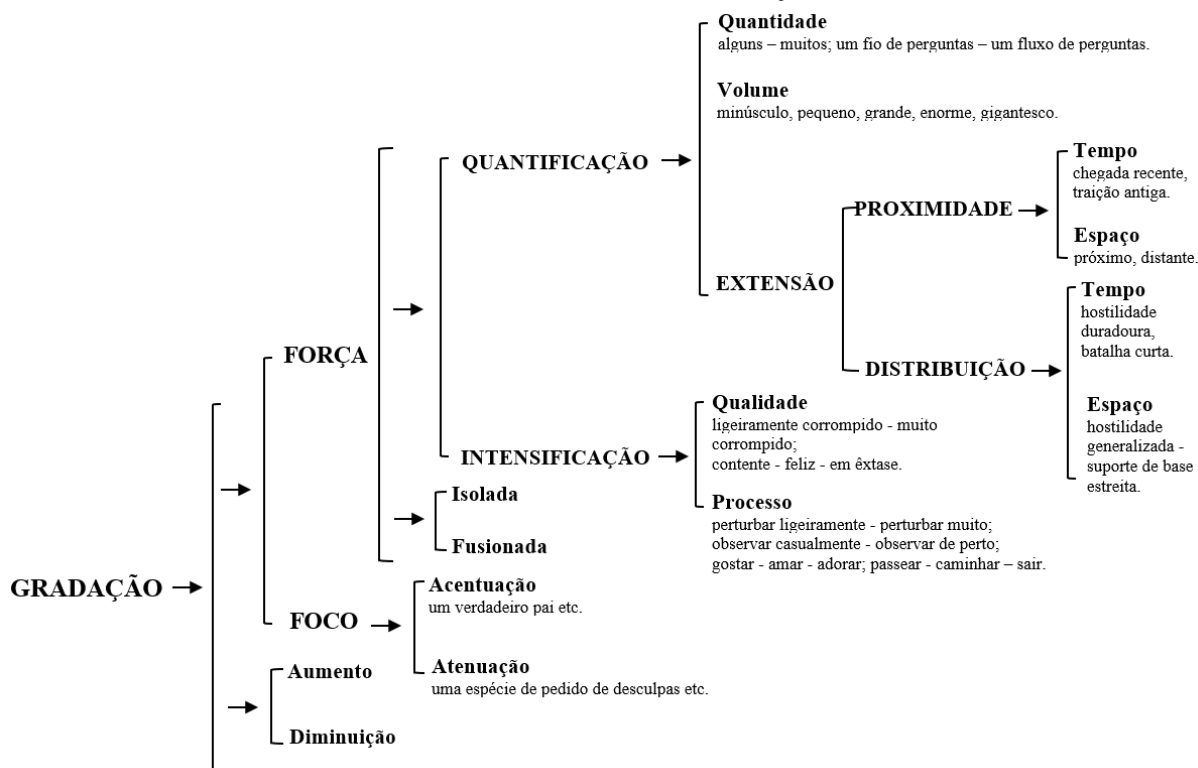 Quantidade
alguns – muitos; um fio de perguntas – um fluxo de perguntas.
Volume
minúsculo, pequeno, grande, enorme, gigantesco.
QUANTIFICAÇÃO
Tempo
chegada recente,
traição antiga.
PROXIMIDADE
Espaço
próximo, distante.
EXTENSÃO
Tempo
hostilidade
duradoura,
batalha curta.
FORÇA
DISTRIBUIÇÃO
Espaço
hostilidade
generalizada -
suporte de base
estreita.
Qualidade
ligeiramente corrompido - muito
corrompido;
contente - feliz - em êxtase.
INTENSIFICAÇÃO
Processo
perturbar ligeiramente - perturbar muito;
observar casualmente - observar de perto;
gostar - amar - adorar; passear - caminhar – sair.
Isolada
Fusionada
GRADAÇÃO
Acentuação
um verdadeiro pai etc.
FOCO
Atenuação
uma espécie de pedido de desculpas etc.
Aumento
Diminuição